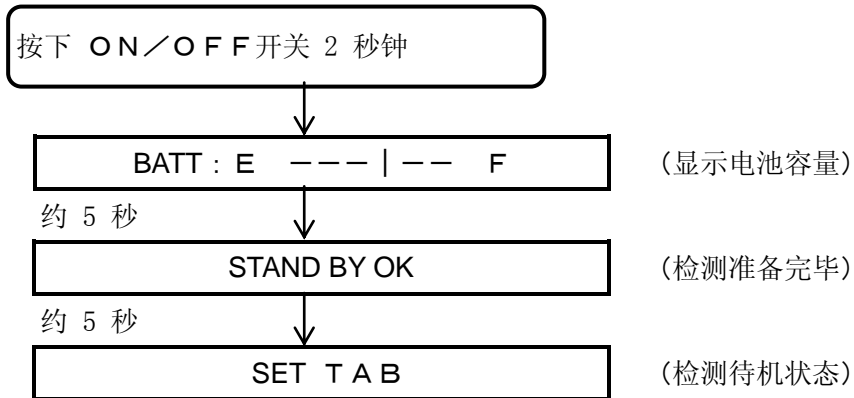 按下 ＯＮ／ＯＦＦ开关 2 秒钟
BATT : Ｅ －－－｜－－ Ｆ （显示电池容量）
约 5 秒
STAND BY OK （检测准备完毕）
约 5 秒
SET ＴＡＢ （检测待机状态）